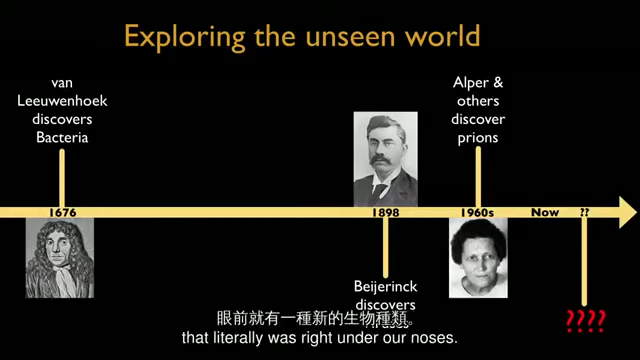 Exploring the unseen world
van
Leeuwenhoek
discovers
Bacteria
Alper &
others
discover
prions
1676
1898
1960s
Now
??
Beijerinck
discovers
????
眼前就有一種新的生物種類。
that literally was right under our noses.